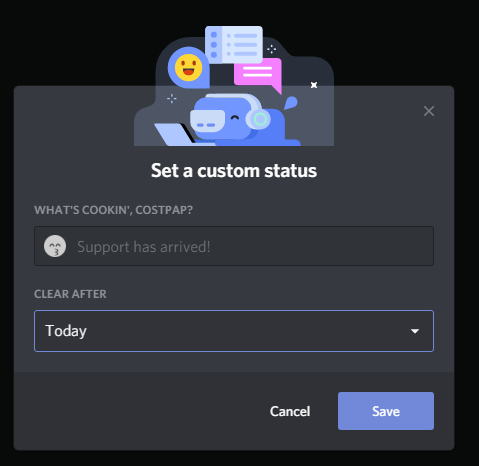 Set a custom status
WHAT'S COOKIN', COSTPAP?
Support has arrived!
CLEAR AFTER
Today
Cancel
Save